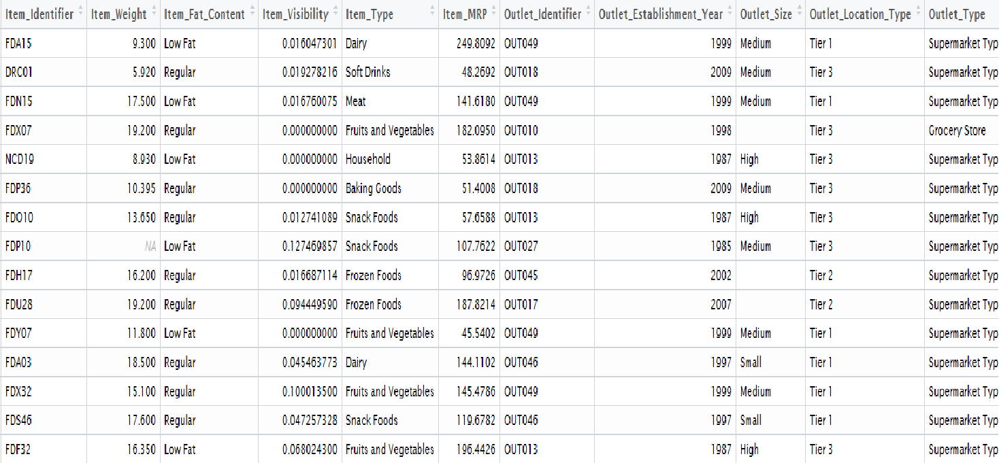 Item_Identifier Item_Weight Item_Fat_Content Item_Visibility Item_Type Item_MRP Outlet_Identifier Outlet_Establishment_Year Outlet_Size Outlet_Location_Type Outlet_Type
FDA15 9.300 Low Fat 0.016047301 Dairy 249.8092 OUT049 1999 Medium Tier 1 Supermarket Typ
DRC01 5.920 Regular 0.019278216 Soft Drinks 48.2692 OUT018 2009 Medium Tier 3 Supermarket Typ
FDN15 17.500 Low Fat 0.016760075 Meat 141.6180 OUT049 1999 Medium Tier 1 Supermarket Typ
FDX07 19.200 Regular 0.000000000 Fruits and Vegetables 182.0950 OUT010 1998 Tier 3 Grocery Store
NCD19 8.930 Low Fat 0.000000000 Household 53.8614 OUT013 1987 High Tier 3 Supermarket Typ
FDP36 10.395 Regular 0.000000000 Baking Goods 51.4008 OUT018 2009 Medium Tier 3 Supermarket Typ
FDO10 13.650 Regular 0.012741089 Snack Foods 57.6588 OUT013 1987 High Tier 3 Supermarket Typ
FDP10 NA Low Fat 0.127469857 Snack Foods 107.7622 OUT027 1985 Medium Tier 3 Supermarket Typ
FDH17 16.200 Regular 0.016687114 Frozen Foods 96.9726 OUT045 2002 Tier 2 Supermarket Typ
FDU28 19.200 Regular 0.094449590 Frozen Foods 187.8214 OUT017 2007 Tier 2 Supermarket Typ
FDY07 11.800 Low Fat 0.000000000 Fruits and Vegetables 45.5402 OUT049 1999 Medium Tier 1 Supermarket Typ
FDA03 18.500 Regular 0.045463773 Dairy 144.1102 OUT046 1997 Small Tier 1 Supermarket Typ
FDX32 15.100 Regular 0.100013500 Fruits and Vegetables 145.4786 OUT049 1999 Medium Tier 1 Supermarket Typ
FDS46 17.600 Regular 0.047257328 Snack Foods 119.6782 OUT046 1997 Small Tier 1 Supermarket Typ
FDF32 16.350 Low Fat 0.068024300 Fruits and Vegetables 196.4426 OUT013 1987 High Tier 3 Supermarket Typ